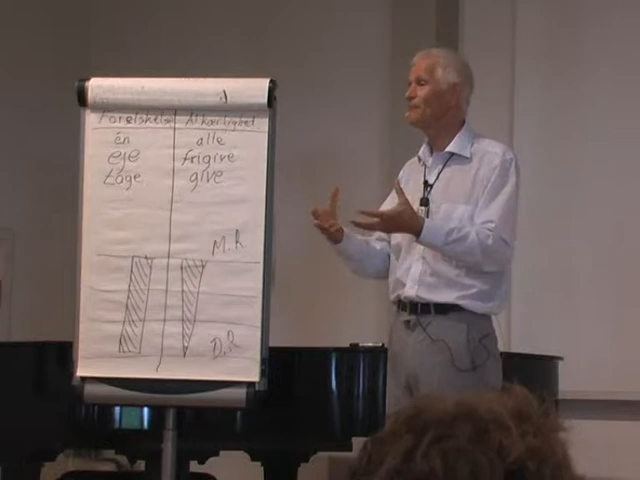 Forelskelse Alkærlighed
én alle
eje frigive
tage give
M.R
D.R